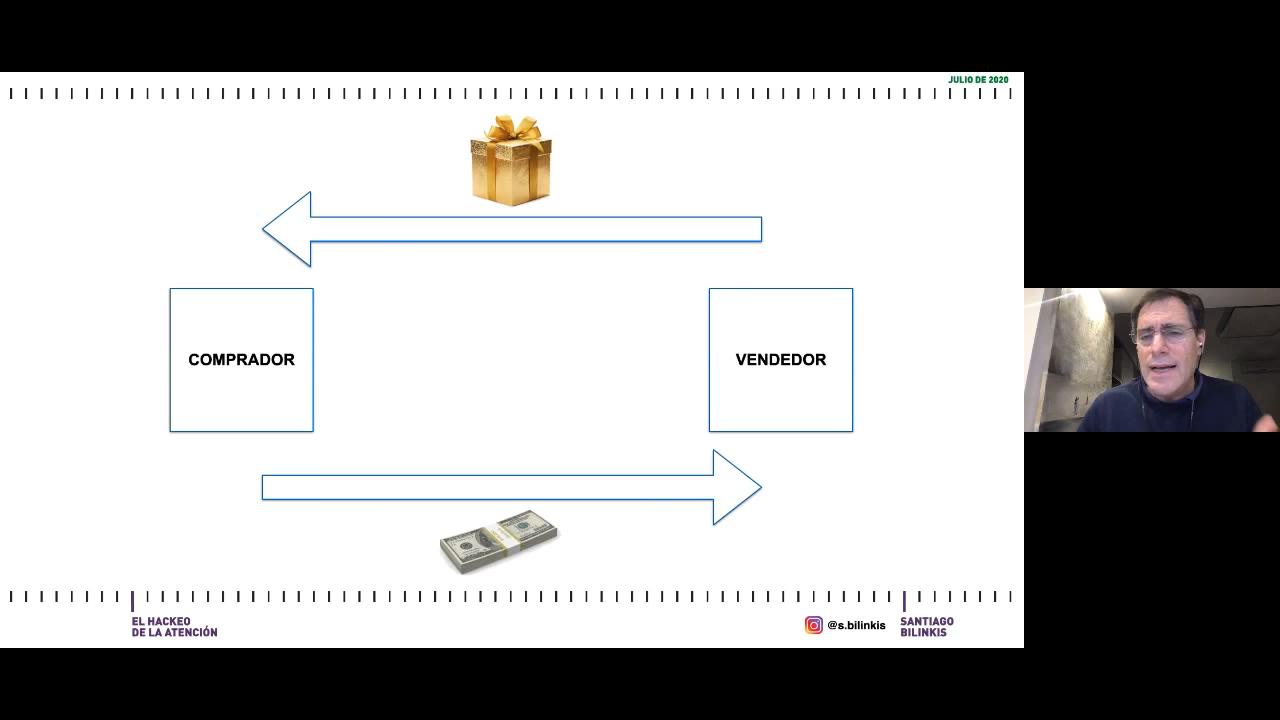 JULIO DE 2020
COMPRADOR
VENDEDOR
EL HACKEO
DE LA ATENCIÓN
@s.bilinkis
SANTIAGO
BILINKIS